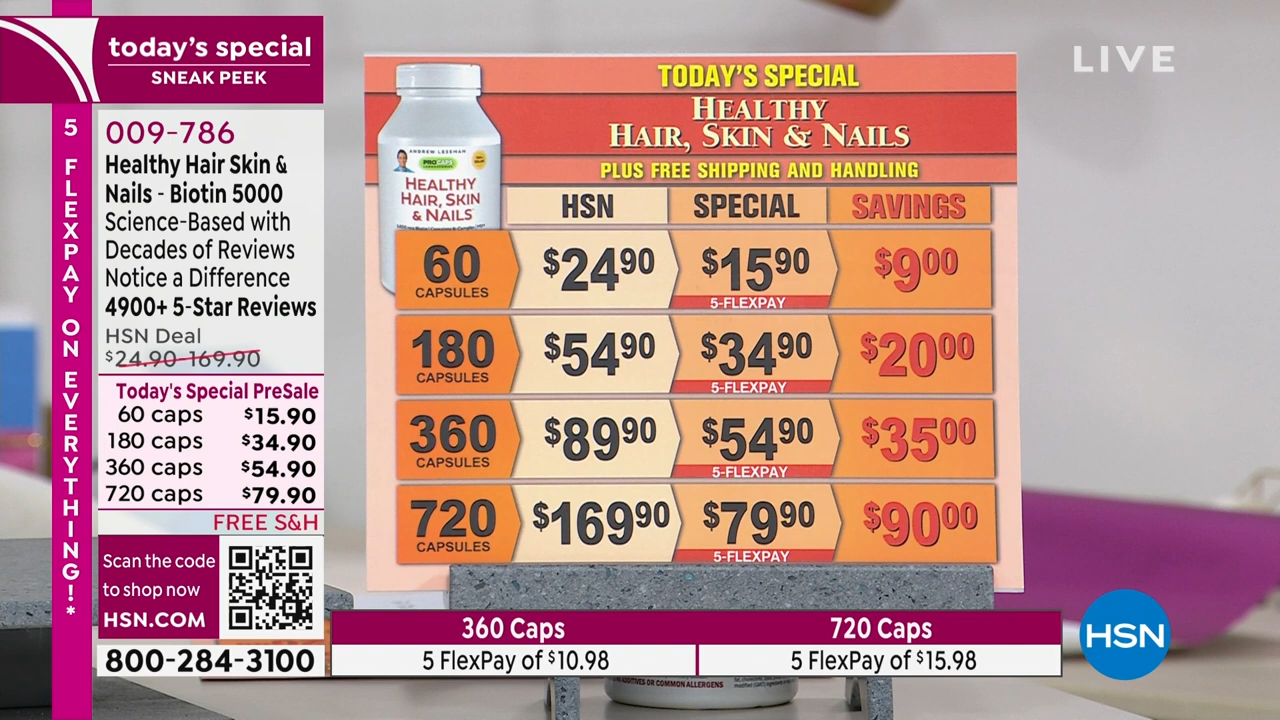 today's special
SNEAK PEEK
5 FLEXPAY ON EVERYTHING!*
009-786
Healthy Hair Skin &
Nails - Biotin 5000
Science-Based with
Decades of Reviews
Notice a Difference
4900+ 5-Star Reviews
HSN Deal
$24.90-169.90
Today's Special PreSale
60 caps $15.90
180 caps $34.90
360 caps $54.90
720 caps $79.90
FREE S&H
Scan the code
to shop now
HSN.COM
800-284-3100
LIVE
TODAY'S SPECIAL
HEALTHY
HAIR, SKIN & NAILS
PLUS FREE SHIPPING AND HANDLING
ANDREW LESSMAN
PROCAPS
HEALTHY
HAIR, SKIN
& NAILS
HSN SPECIAL SAVINGS
60 CAPSULES $24.90 $15.90 5-FLEXPAY $9.00
180 CAPSULES $54.90 $34.90 5-FLEXPAY $20.00
360 CAPSULES $89.90 $54.90 5-FLEXPAY $35.00
720 CAPSULES $169.90 $79.90 5-FLEXPAY $90.00
360 Caps 720 Caps
5 FlexPay of $10.98 5 FlexPay of $15.98
HSN
ADDITIVES OR COMMON ALLERGENS